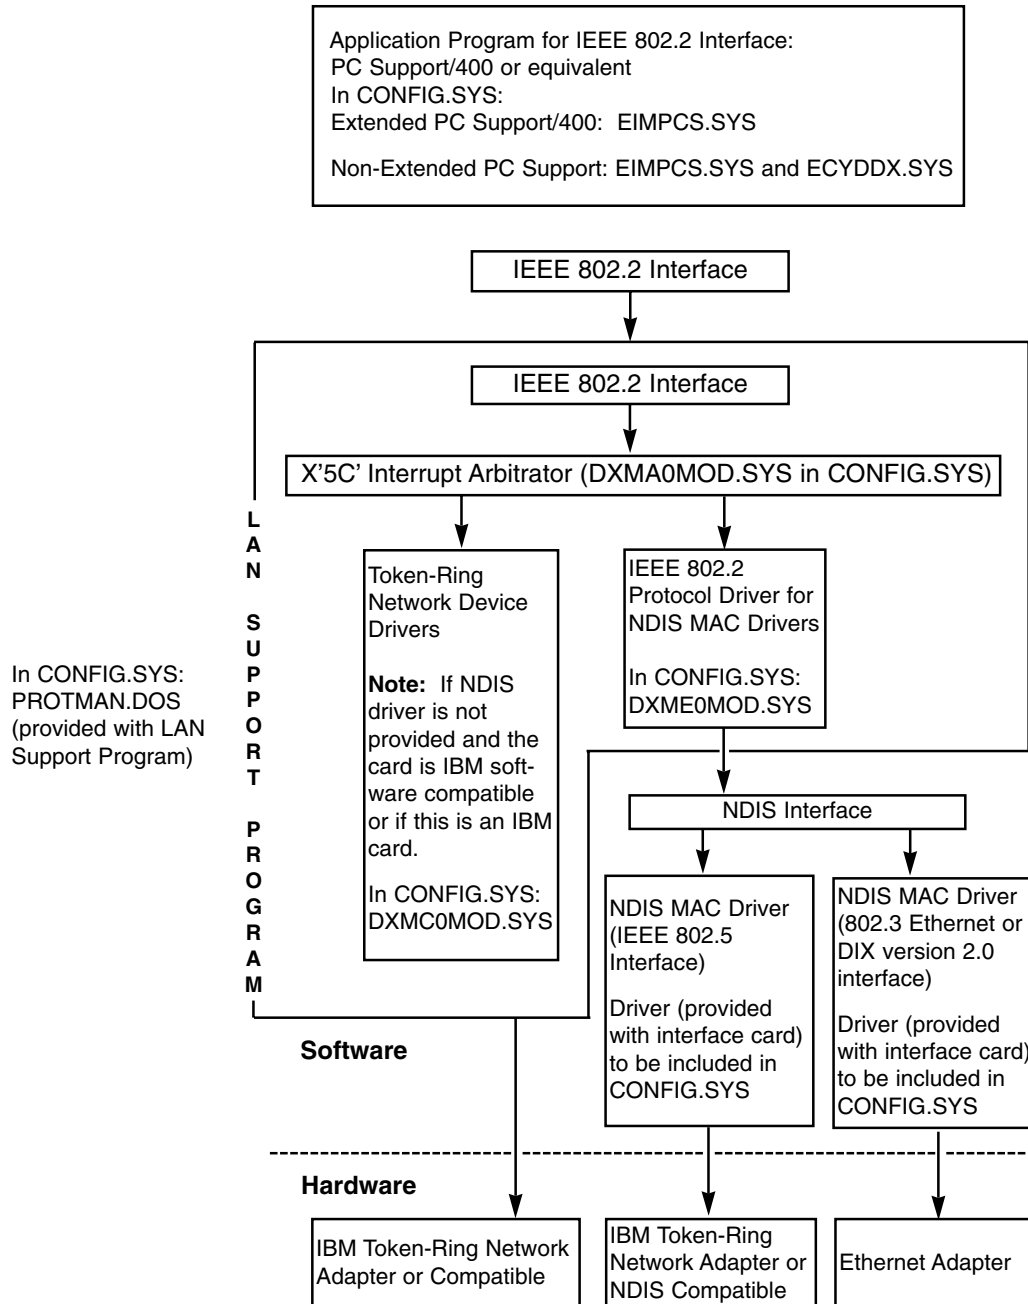 Application Program for IEEE 802.2 Interface:
PC Support/400 or equivalent
In CONFIG.SYS:
Extended PC Support/400: EIMPCS.SYS
Non-Extended PC Support: EIMPCS.SYS and ECYDDX.SYS
IEEE 802.2 Interface
IEEE 802.2 Interface
X'5C' Interrupt Arbitrator (DXMA0MOD.SYS in CONFIG.SYS)
LAN SUPPORT PROGRAM
In CONFIG.SYS:
PROTMAN.DOS
(provided with LAN
Support Program)
Token-Ring
Network Device
Drivers
Note: If NDIS
driver is not
provided and the
card is IBM soft-
ware compatible
or if this is an IBM
card.
In CONFIG.SYS:
DXMC0MOD.SYS
IEEE 802.2
Protocol Driver for
NDIS MAC Drivers
In CONFIG.SYS:
DXME0MOD.SYS
NDIS Interface
NDIS MAC Driver
(IEEE 802.5
Interface)
Driver (provided
with interface card)
to be included in
CONFIG.SYS
NDIS MAC Driver
(802.3 Ethernet or
DIX version 2.0
interface)
Driver (provided
with interface card)
to be included in
CONFIG.SYS
Software
Hardware
IBM Token-Ring Network
Adapter or Compatible
IBM Token-Ring
Network Adapter or
NDIS Compatible
Ethernet Adapter